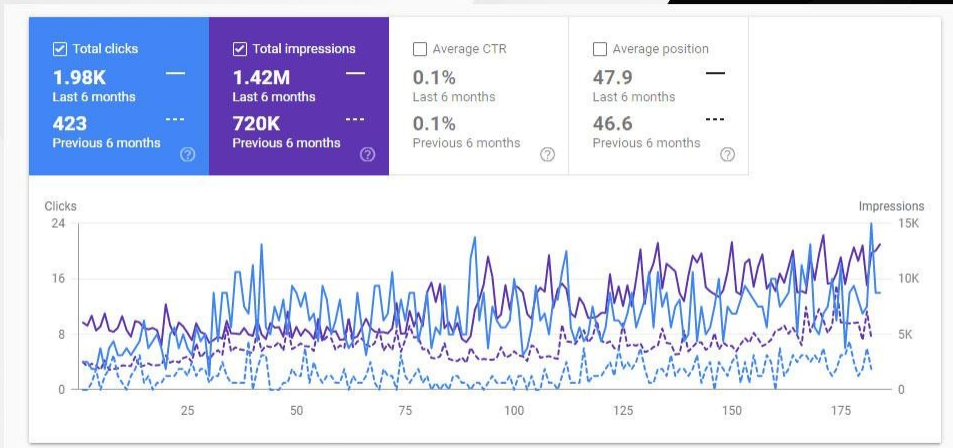 Total clicks
1.98K
Last 6 months
423
Previous 6 months
Total impressions
1.42M
Last 6 months
720K
Previous 6 months
Average CTR
0.1%
Last 6 months
0.1%
Previous 6 months
Average position
47.9
Last 6 months
46.6
Previous 6 months
Clicks
Impressions
24
15K
16
10K
8
5K
0
0
25
50
75
100
125
150
175